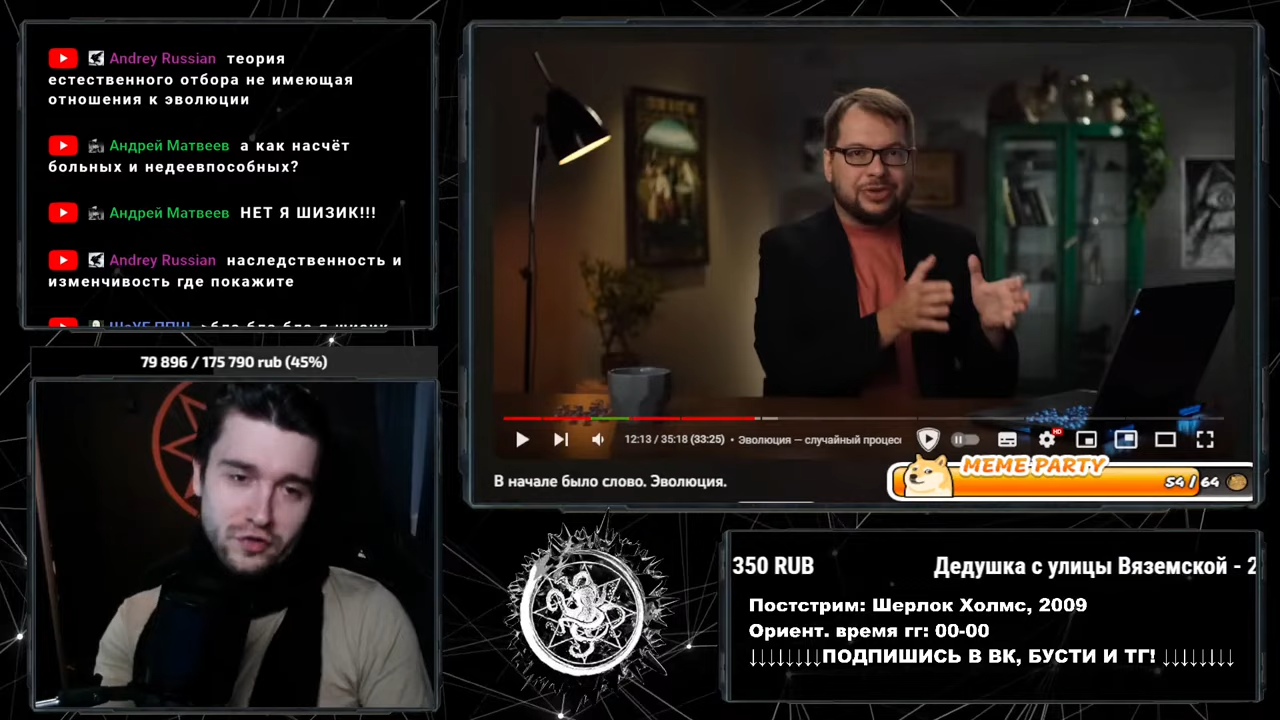 Andrey Russian теория
естественного отбора не имеющая
отношения к эволюции
Андрей Матвеев а как насчёт
больных и недеевпособных?
Андрей Матвеев НЕТ Я ШИЗИК!!!
Andrey Russian наследственность и
изменчивость где покажите
79 896 / 175 790 rub (45%)
12:13 / 35:18 (33:25) • Эволюция — случайный процесс
HD
В начале было слово. Эволюция.
MEME PARTY
54 / 64
350 RUB Дедушка с улицы Вяземской - 2
Постстрим: Шерлок Холмс, 2009
Ориент. время гг: 00-00
↓↓↓↓↓↓↓↓ПОДПИШИСЬ В ВК, БУСТИ И ТГ! ↓↓↓↓↓↓↓↓